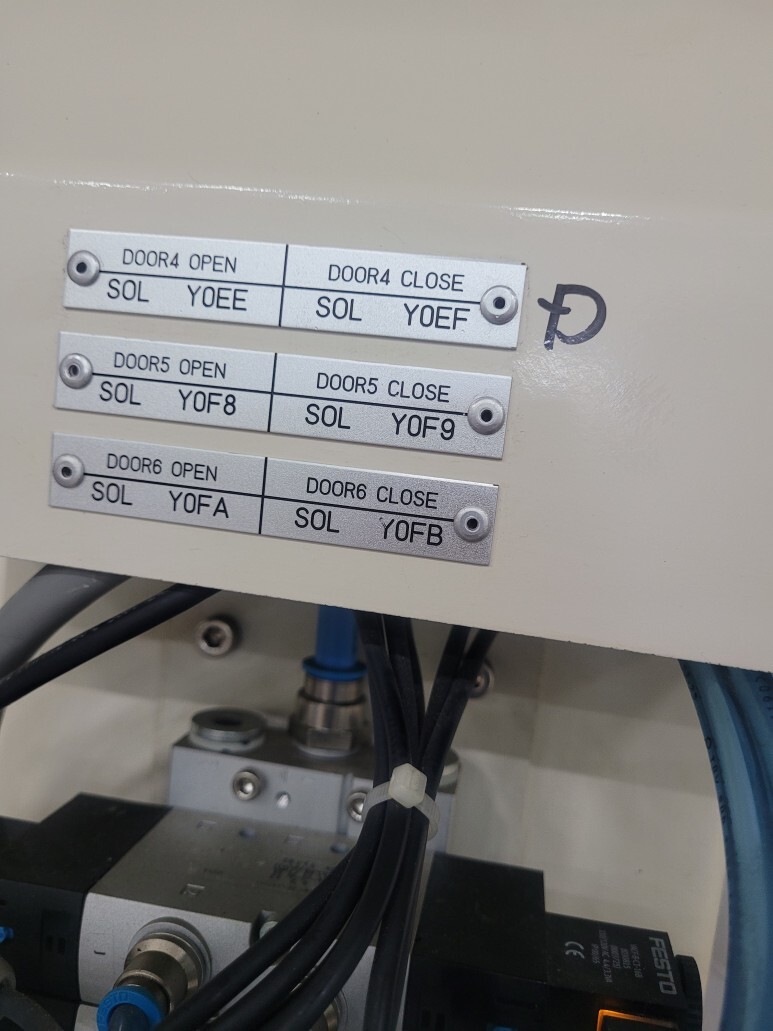 DOOR4 OPEN
SOL Y0EE
DOOR4 CLOSE
SOL Y0EF
DOOR5 OPEN
SOL Y0F8
DOOR5 CLOSE
SOL Y0F9
DOOR6 OPEN
SOL Y0FA
DOOR6 CLOSE
SOL Y0FB
FESTO
CE